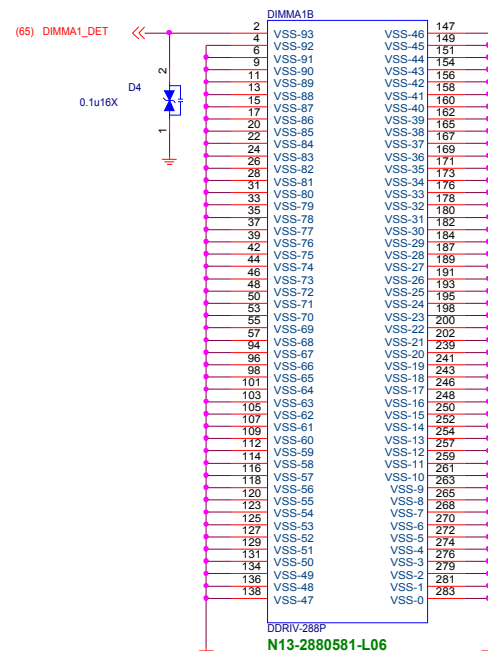 DIMMA1B
(65) DIMMA1_DET
2 VSS-93 VSS-46 147
4 VSS-92 VSS-45 149
6 VSS-91 VSS-44 151
9 VSS-90 VSS-43 154
11 VSS-89 VSS-42 156
13 VSS-88 VSS-41 158
15 VSS-87 VSS-40 160
17 VSS-86 VSS-39 162
20 VSS-85 VSS-38 165
22 VSS-84 VSS-37 167
24 VSS-83 VSS-36 169
26 VSS-82 VSS-35 171
28 VSS-81 VSS-34 173
31 VSS-80 VSS-33 176
33 VSS-79 VSS-32 178
35 VSS-78 VSS-31 180
37 VSS-77 VSS-30 182
39 VSS-76 VSS-29 184
42 VSS-75 VSS-28 187
44 VSS-74 VSS-27 189
46 VSS-73 VSS-26 191
48 VSS-72 VSS-25 193
50 VSS-71 VSS-24 195
53 VSS-70 VSS-23 198
55 VSS-69 VSS-22 200
57 VSS-68 VSS-21 202
94 VSS-67 VSS-20 239
96 VSS-66 VSS-19 241
98 VSS-65 VSS-18 243
101 VSS-64 VSS-17 246
103 VSS-63 VSS-16 248
105 VSS-62 VSS-15 250
107 VSS-61 VSS-14 252
109 VSS-60 VSS-13 254
112 VSS-59 VSS-12 257
114 VSS-58 VSS-11 259
116 VSS-57 VSS-10 261
118 VSS-56 VSS-9 263
120 VSS-55 VSS-8 265
123 VSS-54 VSS-7 268
125 VSS-53 VSS-6 270
127 VSS-52 VSS-5 272
129 VSS-51 VSS-4 274
131 VSS-50 VSS-3 276
134 VSS-49 VSS-2 279
136 VSS-48 VSS-1 281
138 VSS-47 VSS-0 283
2
D4
0.1u16X
1
DDRIV-288P
N13-2880581-L06